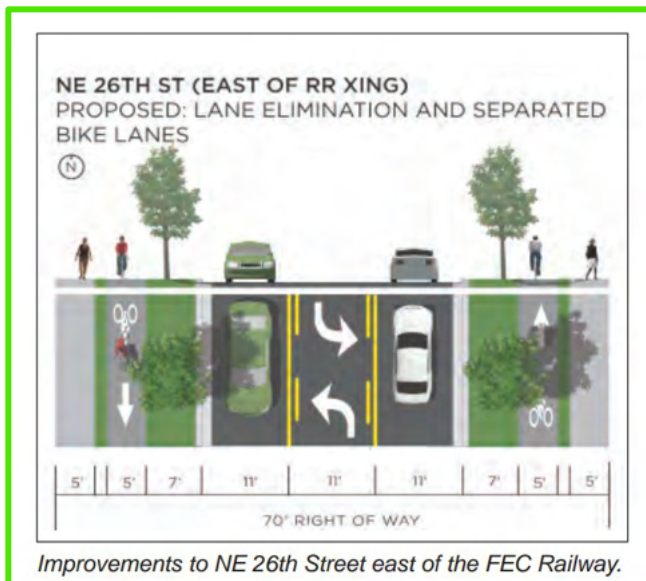 NE 26TH ST (EAST OF RR XING)
PROPOSED: LANE ELIMINATION AND SEPARATED
BIKE LANES
N
5' 5' 7' 11' 11' 11' 7' 5' 5'
70' RIGHT OF WAY
Improvements to NE 26th Street east of the FEC Railway.